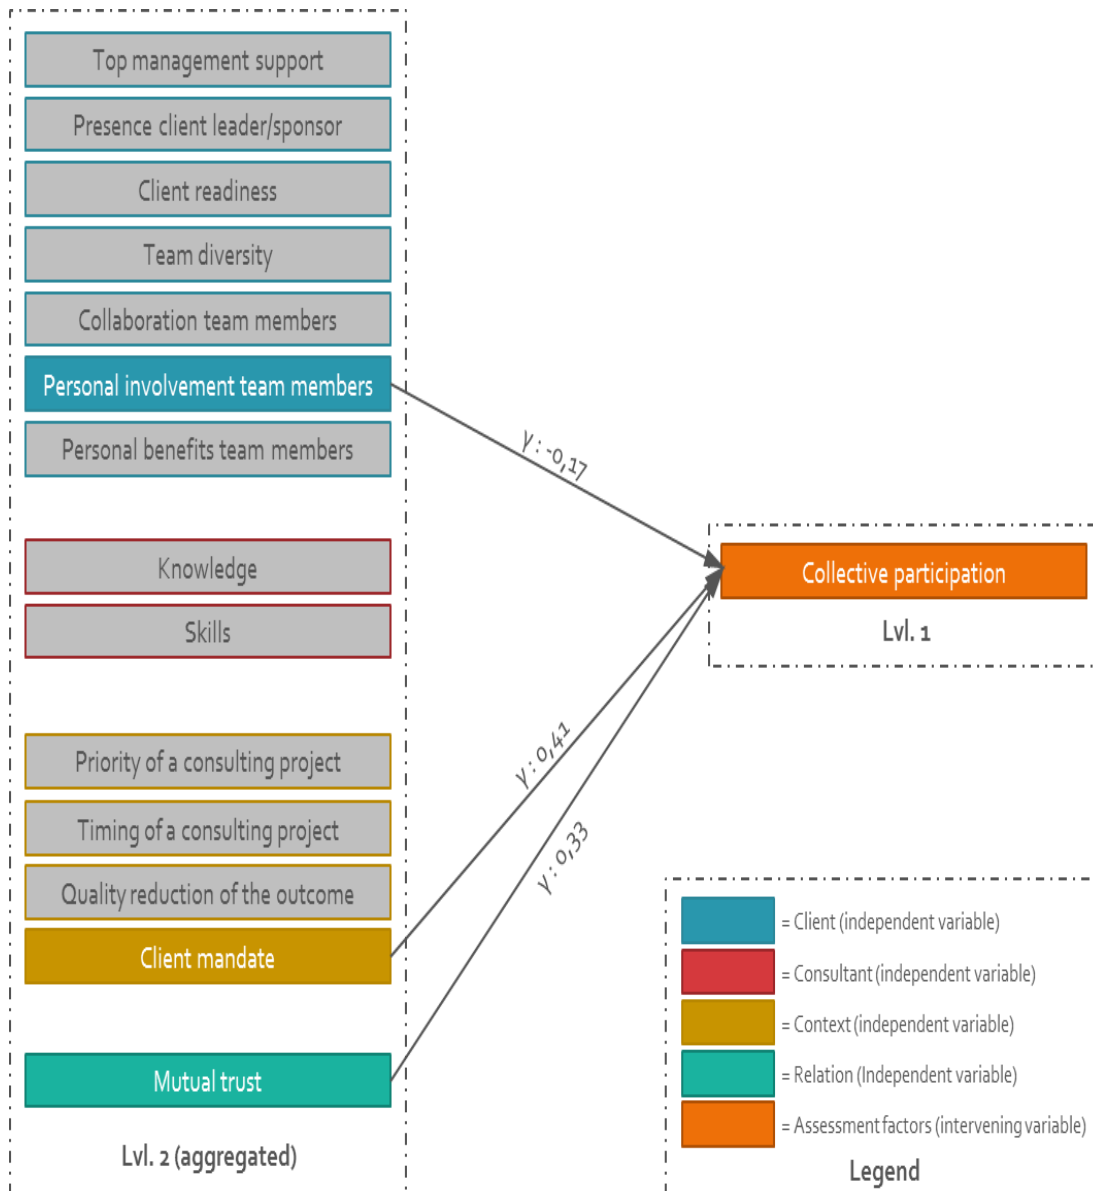 Top management support
Presence client leader/sponsor
Client readiness
Team diversity
Collaboration team members
Personal involvement team members
Personal benefits team members
Knowledge
Skills
Priority of a consulting project
Timing of a consulting project
Quality reduction of the outcome
Client mandate
Mutual trust
Lvl. 2 (aggregated)
γ : -0,17
γ : 0,41
γ : 0,33
Collective participation
Lvl. 1
= Client (independent variable)
= Consultant (independent variable)
= Context (independent variable)
= Relation (Independent variable)
= Assessment factors (intervening variable)
Legend